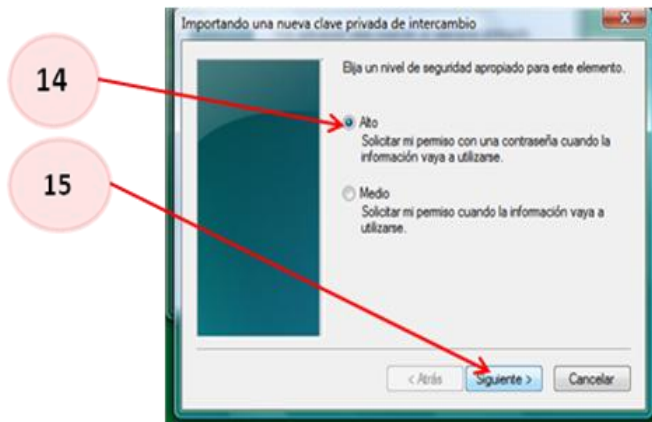 Importando una nueva clave privada de intercambio
Elija un nivel de seguridad apropiado para este elemento.
14
Alto
Solicitar mi permiso con una contraseña cuando la
información vaya a utilizarse.
15
Medio
Solicitar mi permiso cuando la información vaya a
utilizarse.
< Atrás
Siguiente >
Cancelar